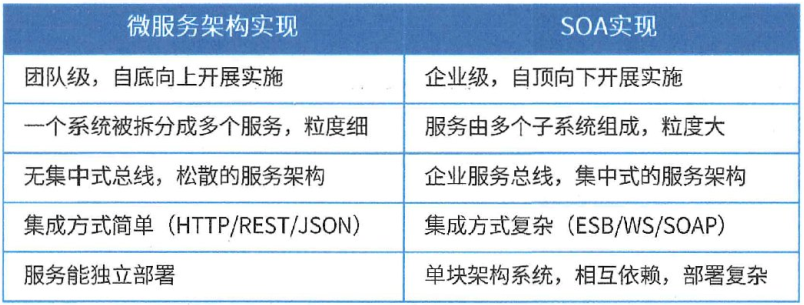 微服务架构实现 SOA实现
团队级，自底向上开展实施 企业级，自顶向下开展实施
一个系统被拆分成多个服务，粒度细 服务由多个子系统组成，粒度大
无集中式总线，松散的服务架构 企业服务总线，集中式的服务架构
集成方式简单（HTTP/REST/JSON） 集成方式复杂（ESB/WS/SOAP）
服务能独立部署 单块架构系统，相互依赖，部署复杂